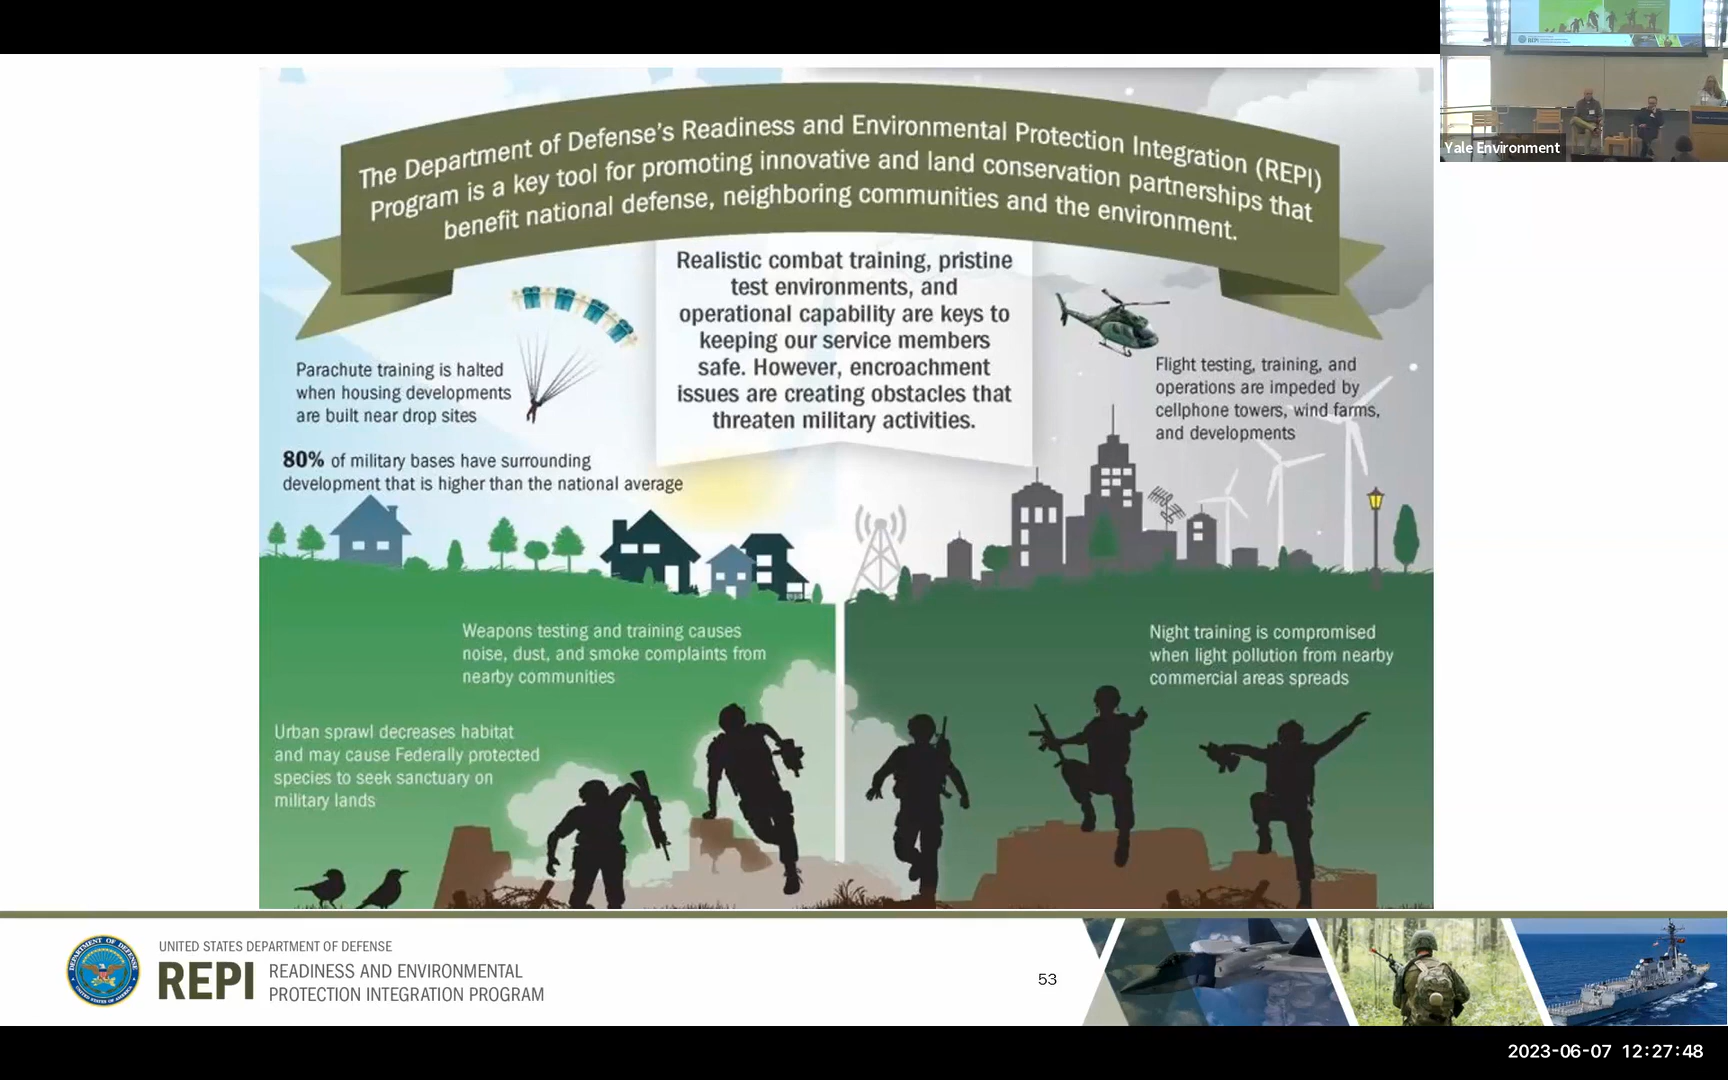 The Department of Defense's Readiness and Environmental Protection Integration (REPI)
Program is a key tool for promoting innovative and land conservation partnerships that
benefit national defense, neighboring communities and the environment.
Realistic combat training, pristine
test environments, and
operational capability are keys to
keeping our service members
safe. However, encroachment
issues are creating obstacles that
threaten military activities.
Parachute training is halted
when housing developments
are built near drop sites
80% of military bases have surrounding
development that is higher than the national average
Flight testing, training, and
operations are impeded by
cellphone towers, wind farms,
and developments
Weapons testing and training causes
noise, dust, and smoke complaints from
nearby communities
Night training is compromised
when light pollution from nearby
commercial areas spreads
Urban sprawl decreases habitat
and may cause Federally protected
species to seek sanctuary on
military lands
DEPARTMENT OF DEFENSE
UNITED STATES OF AMERICA
UNITED STATES DEPARTMENT OF DEFENSE
REPI READINESS AND ENVIRONMENTAL
PROTECTION INTEGRATION PROGRAM
53
Yale Environment
2023-06-07 12:27:48